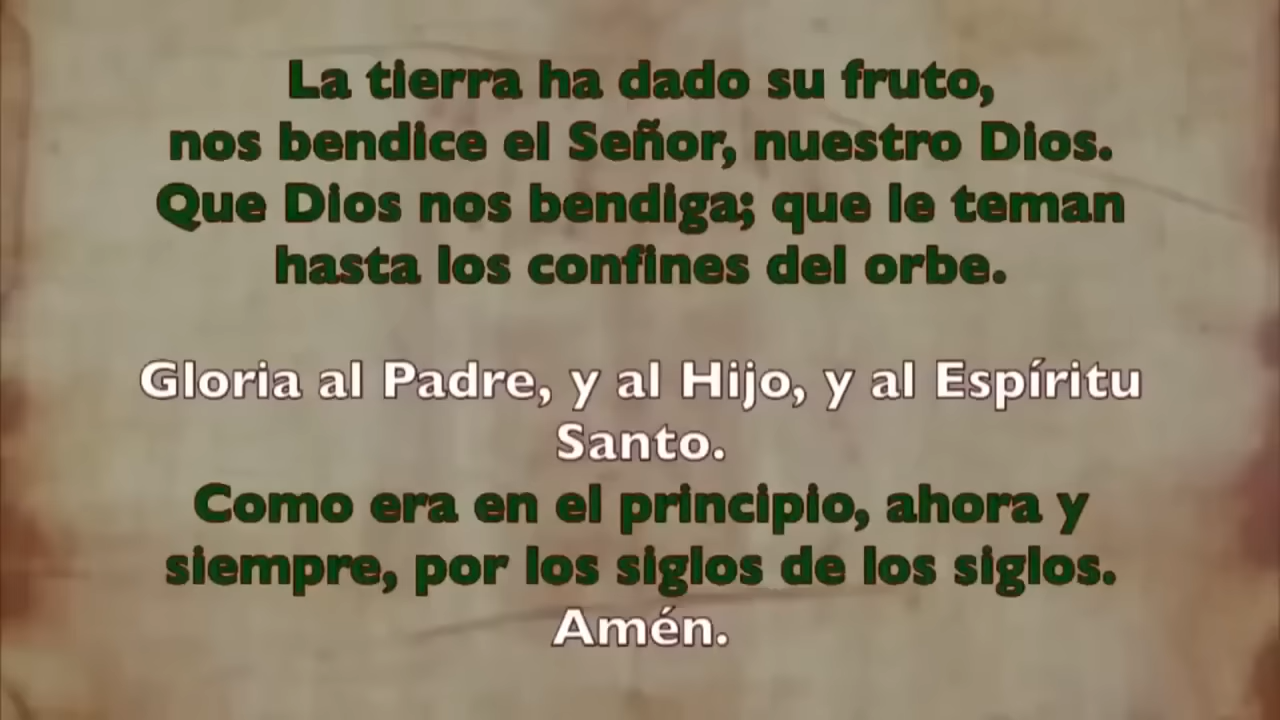 La tierra ha dado su fruto,
nos bendice el Señor, nuestro Dios.
Que Dios nos bendiga; que le teman
hasta los confines del orbe.
Gloria al Padre, y al Hijo, y al Espíritu
Santo.
Como era en el principio, ahora y
siempre, por los siglos de los siglos.
Amén.